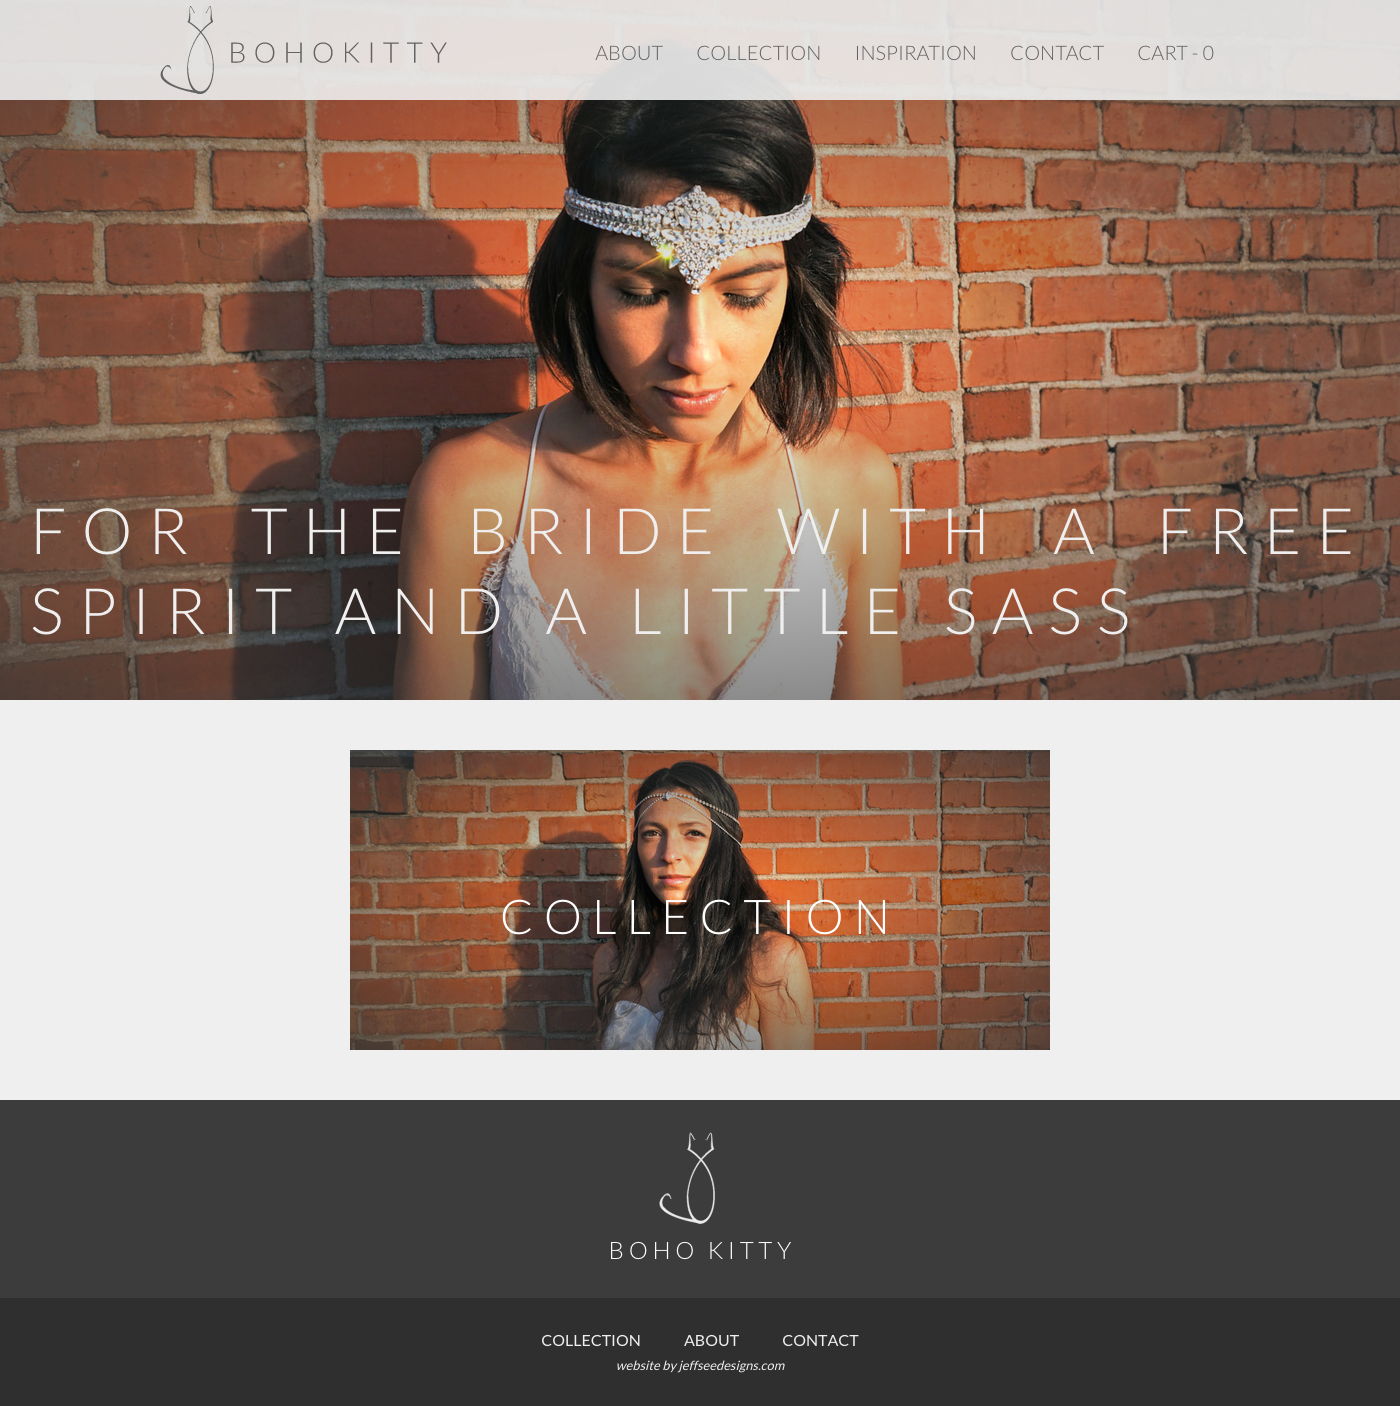 BOHOKITTY
ABOUT COLLECTION INSPIRATION CONTACT CART - 0
FOR THE BRIDE WITH A FREE
SPIRIT AND A LITTLE SASS
COLLECTION
BOHO KITTY
COLLECTION ABOUT CONTACT
website by jeffseedesigns.com